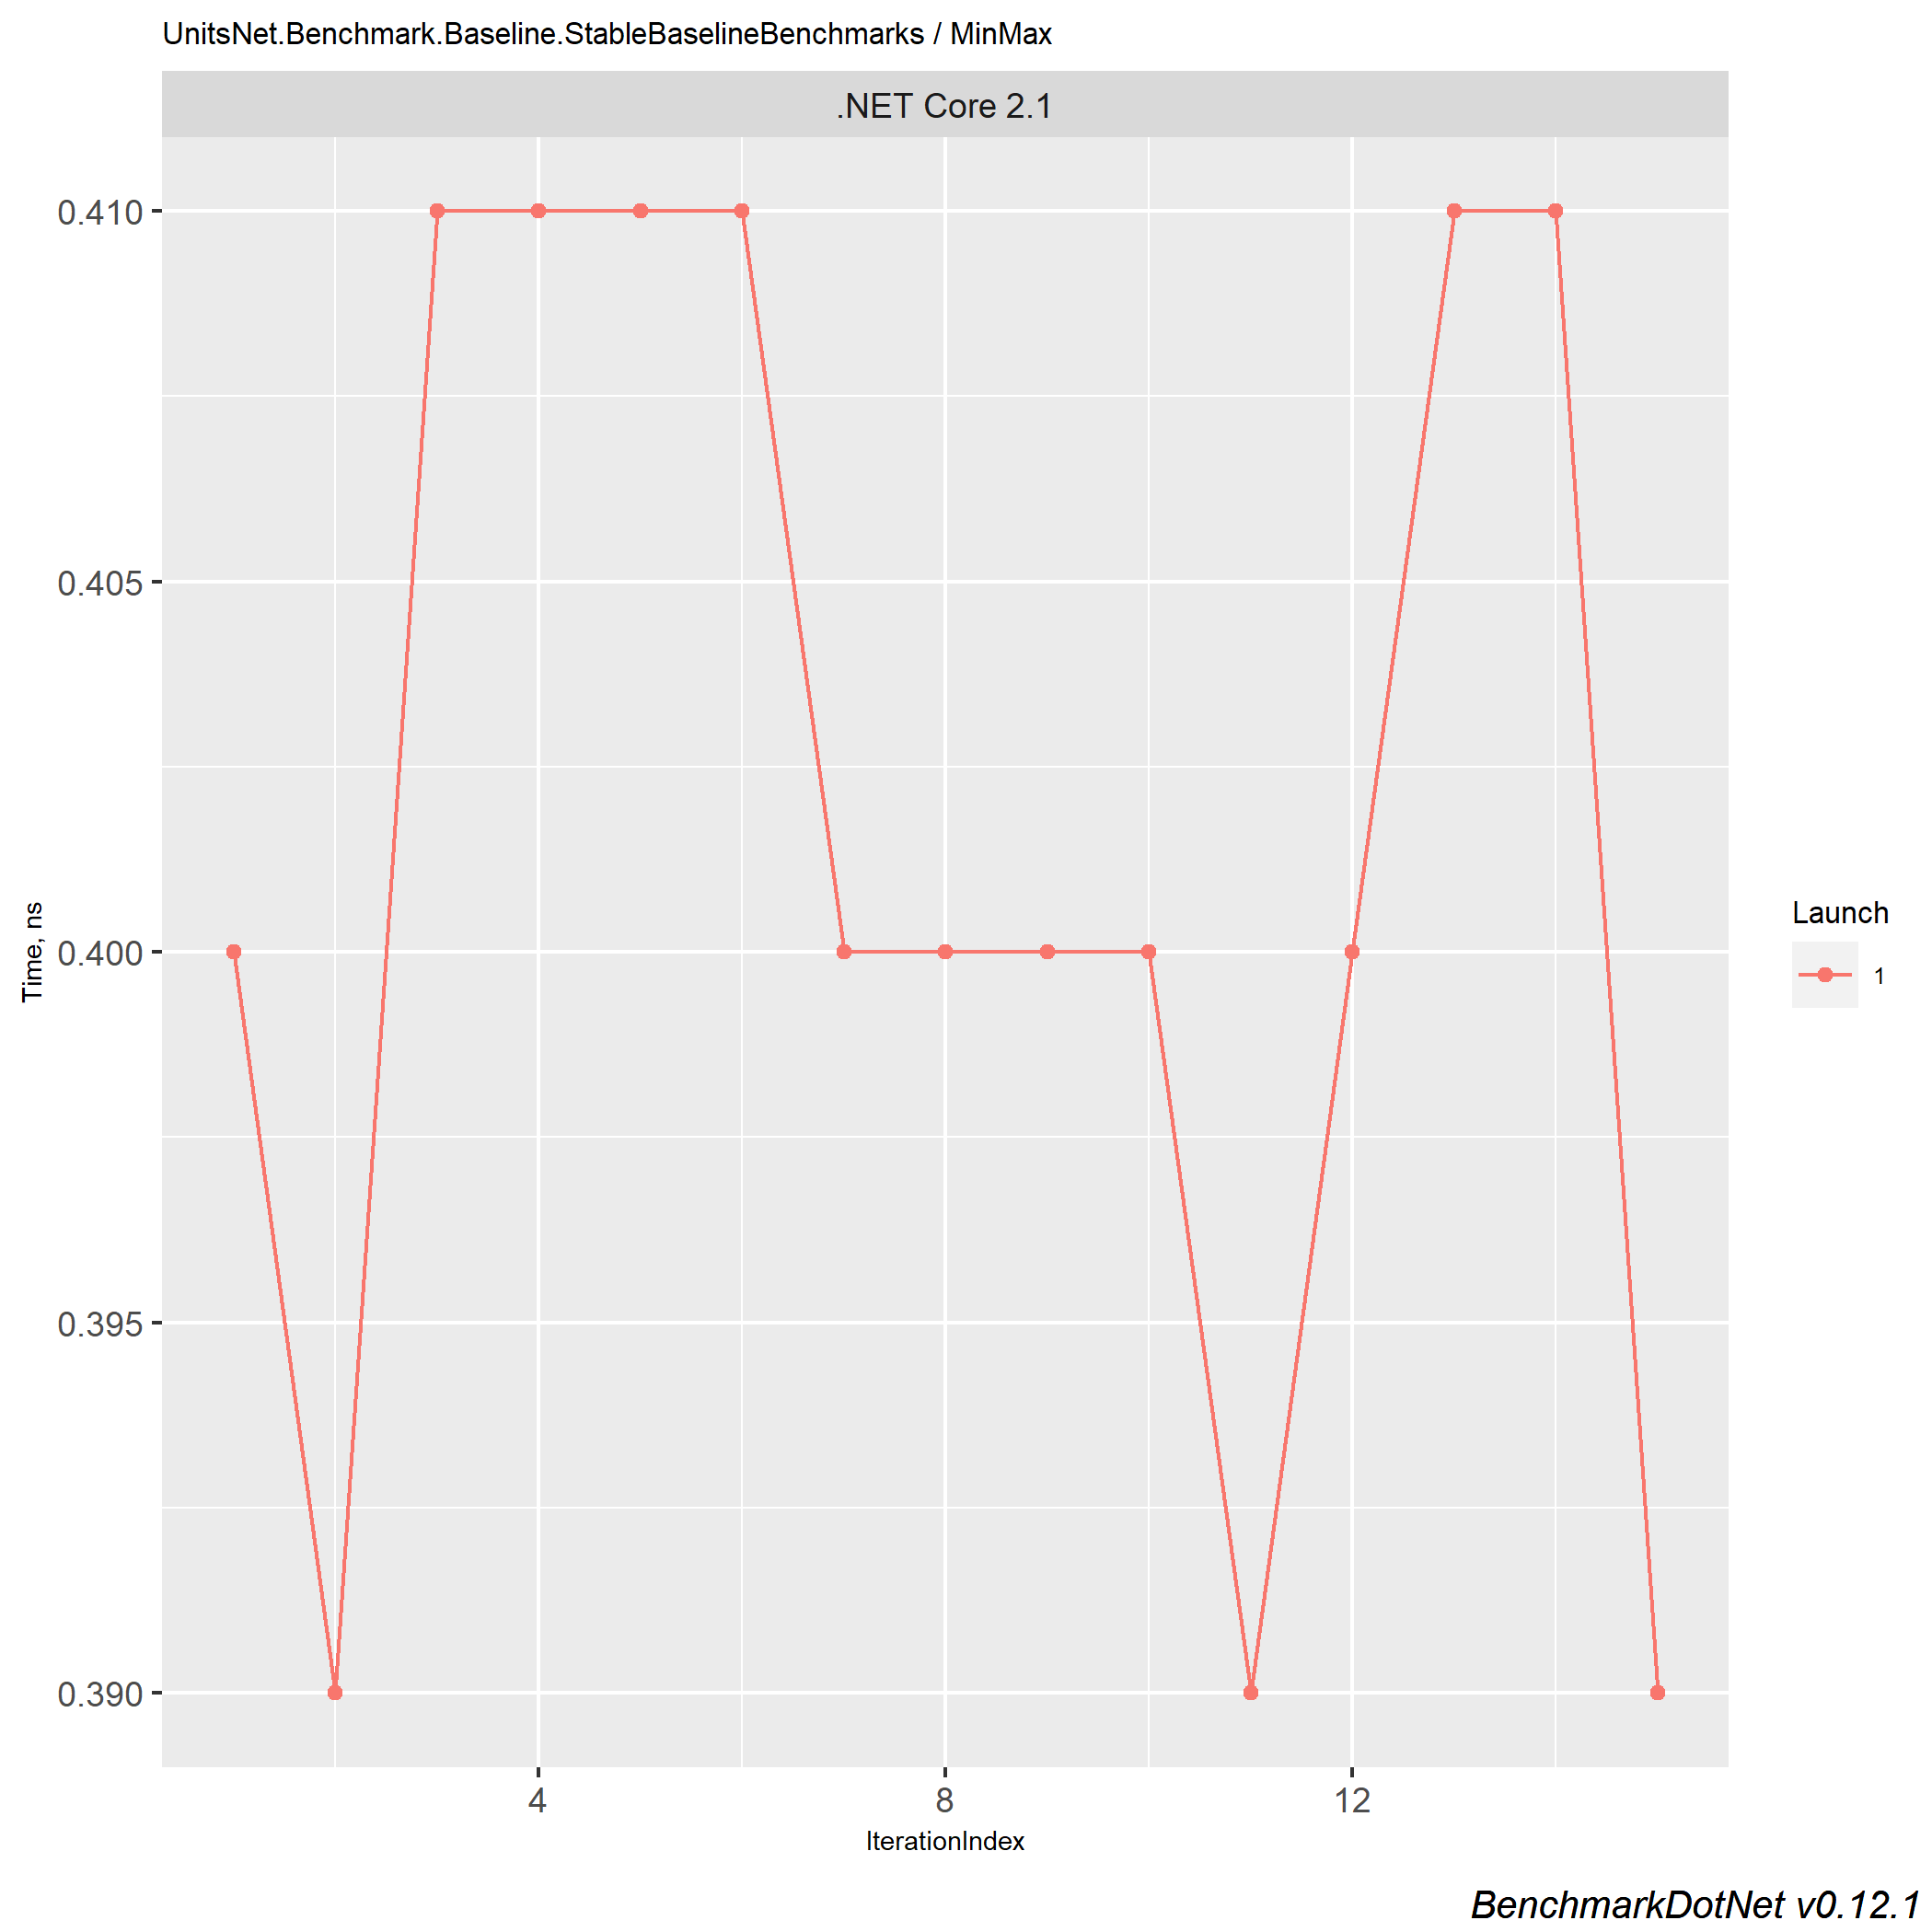 UnitsNet.Benchmark.Baseline.StableBaselineBenchmarks / MinMax
.NET Core 2.1
0.410
0.405
0.400
0.395
0.390
Time, ns
4 8 12
IterationIndex
Launch
1
BenchmarkDotNet v0.12.1